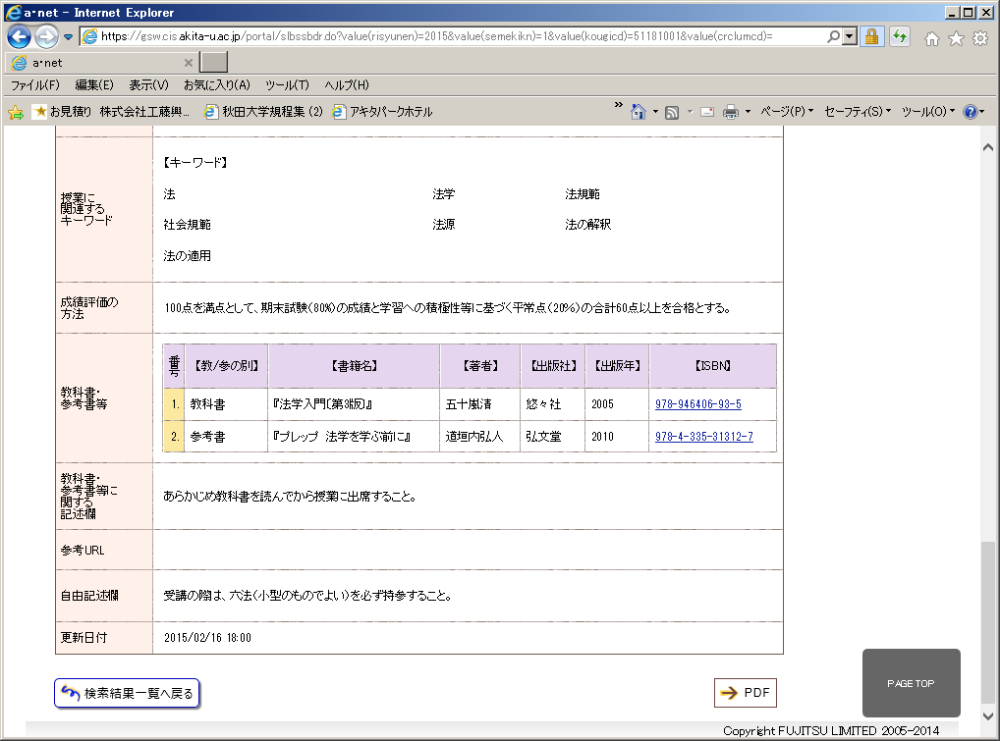 a・net - Internet Explorer
https://gsw.cis.akita-u.ac.jp/portal/slbssbdr.do?value(risyunen)=2015&value(semekikn)=1&value(kougicd)=51181001&value(crclumcd)=
a・net
ファイル(F) 編集(E) 表示(V) お気に入り(A) ツール(T) ヘルプ(H)
お見積り 株式会社工藤興... 秋田大学規程集 (2) アキタパークホテル
ページ(P) セーフティ(S) ツール(O)
授業に
関連する
キーワード
【キーワード】
法 法学 法規範
社会規範 法源 法の解釈
法の適用
成績評価の
方法
100点を満点として、期末試験(80%)の成績と学習への積極性等に基づく平常点(20%)の合計60点以上を合格とする。
教科書・
参考書等
番号 【教/参の別】 【書籍名】 【著者】 【出版社】 【出版年】 【ISBN】
1. 教科書 『法学入門〔第3版〕』 五十嵐清 悠々社 2005 978-946406-93-5
2. 参考書 『プレップ 法学を学ぶ前に』 道垣内弘人 弘文堂 2010 978-4-335-31312-7
教科書・
参考書等に
関する
記述欄
あらかじめ教科書を読んでから授業に出席すること。
参考URL
自由記述欄
受講の際は、六法(小型のものでよい)を必ず持参すること。
更新日付
2015/02/16 18:00
検索結果一覧へ戻る
PDF
PAGE TOP
Copyright FUJITSU LIMITED 2005-2014